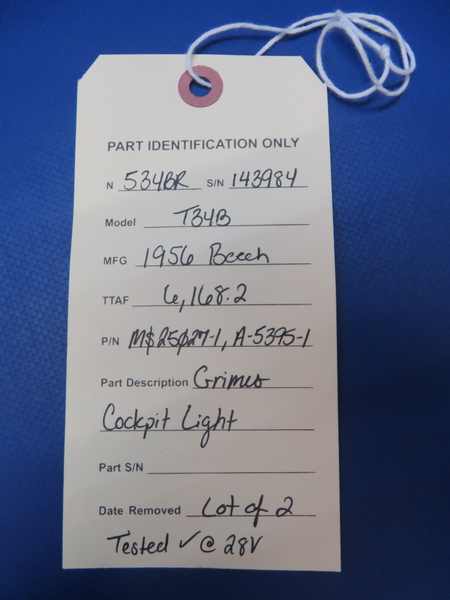 PART IDENTIFICATION ONLY
N 534BR S/N 143984
Model T34B
MFG 1956 Beech
TTAF 6,168.2
P/N M$25027-1, A-5395-1
Part Description Grimes
Cockpit Light
Part S/N
Date Removed Lot of 2
Tested ✓ @ 28V